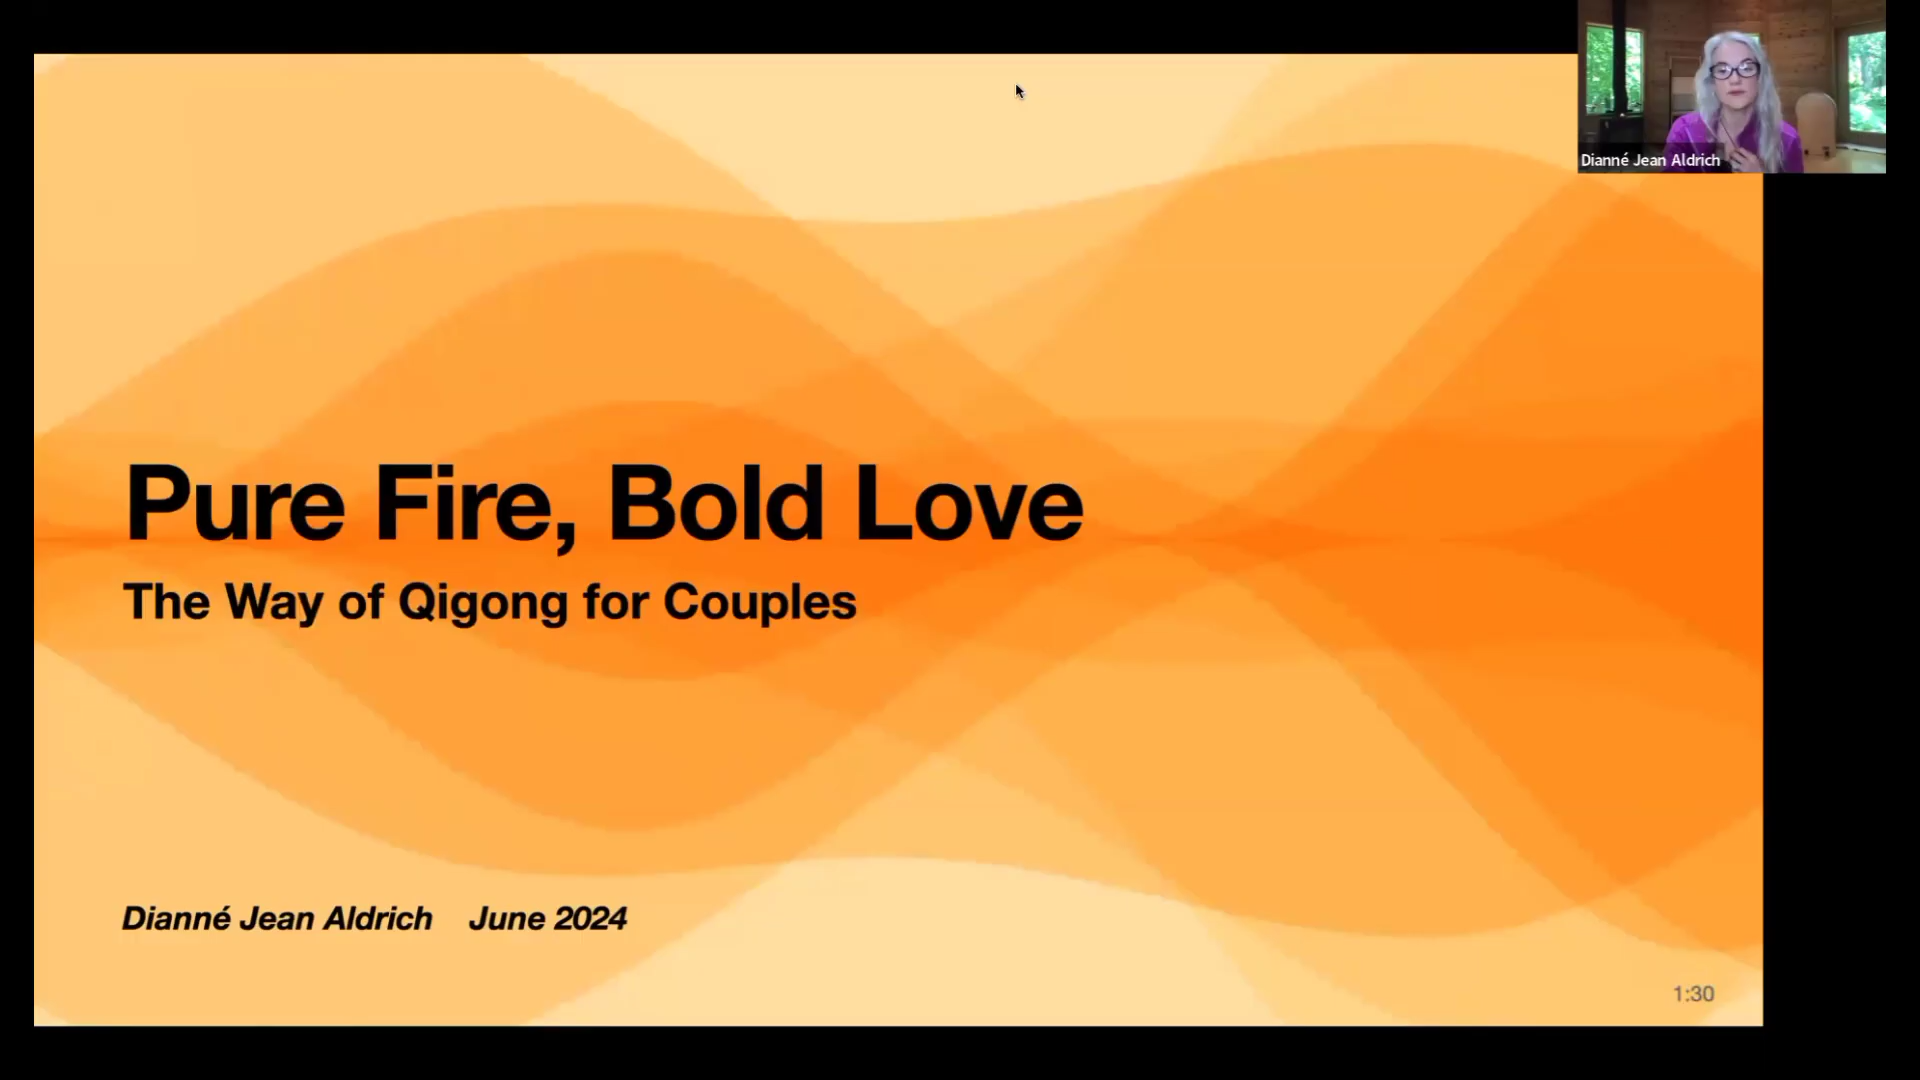 Dianné Jean Aldrich
Pure Fire, Bold Love
The Way of Qigong for Couples
Dianné Jean Aldrich June 2024
1:30